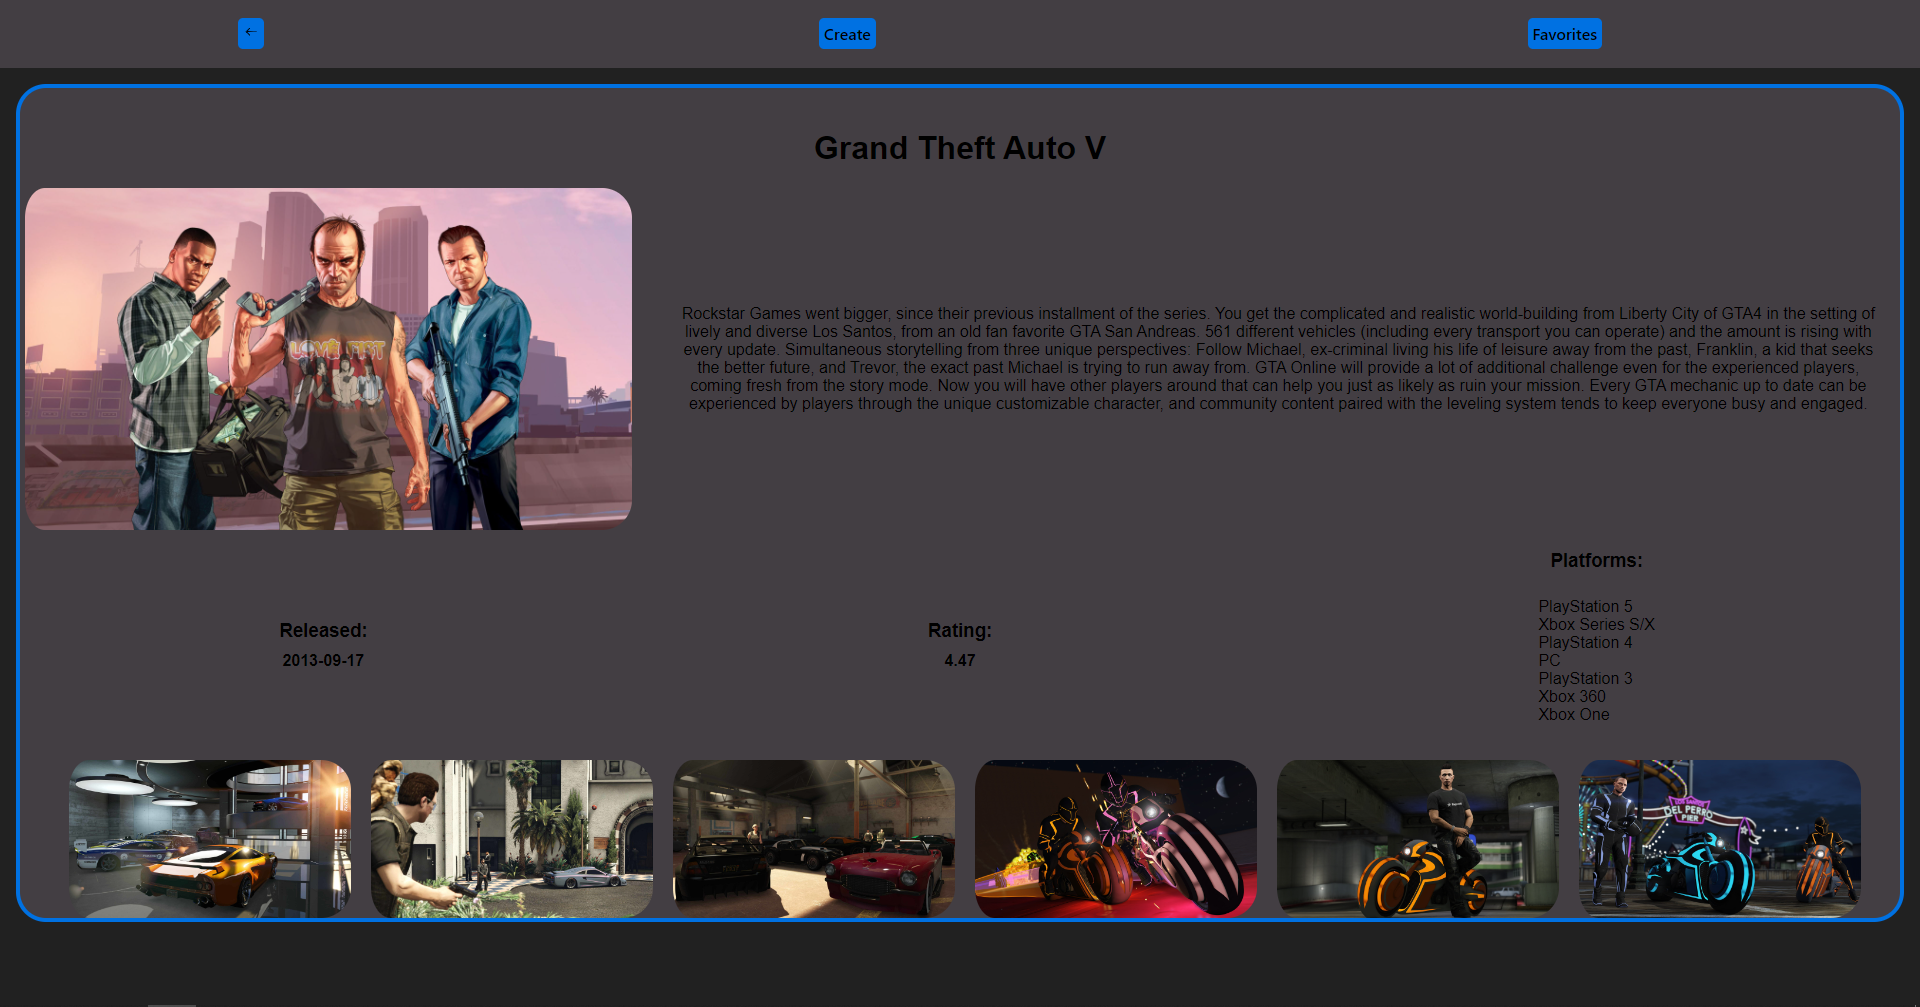 ←
Create
Favorites
Grand Theft Auto V
LOVE FIST
Rockstar Games went bigger, since their previous installment of the series. You get the complicated and realistic world-building from Liberty City of GTA4 in the setting of
lively and diverse Los Santos, from an old fan favorite GTA San Andreas. 561 different vehicles (including every transport you can operate) and the amount is rising with
every update. Simultaneous storytelling from three unique perspectives: Follow Michael, ex-criminal living his life of leisure away from the past, Franklin, a kid that seeks
the better future, and Trevor, the exact past Michael is trying to run away from. GTA Online will provide a lot of additional challenge even for the experienced players,
coming fresh from the story mode. Now you will have other players around that can help you just as likely as ruin your mission. Every GTA mechanic up to date can be
experienced by players through the unique customizable character, and community content paired with the leveling system tends to keep everyone busy and engaged.
Released:
2013-09-17
Rating:
4.47
Platforms:
PlayStation 5
Xbox Series S/X
PlayStation 4
PC
PlayStation 3
Xbox 360
Xbox One
LOS SANTOS
DEL PERRO
PIER